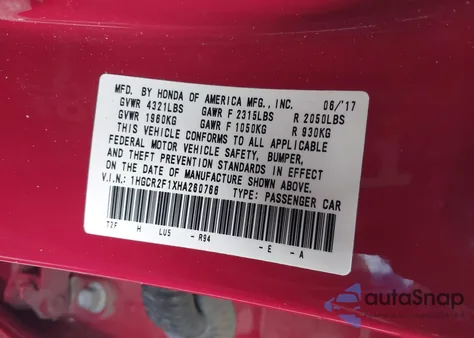 MFD. BY HONDA OF AMERICA MFG., INC. 06/'17
GVWR 4321LBS GAWR F 2315LBS R 2050LBS
GVWR 1960KG GAWR F 1050KG R 930KG
THIS VEHICLE CONFORMS TO ALL APPLICABLE
FEDERAL MOTOR VEHICLE SAFETY, BUMPER,
AND THEFT PREVENTION STANDARDS IN EFFECT
ON THE DATE OF MANUFACTURE SHOWN ABOVE.
V.I.N.: 1HGCR2F1XHA280768 TYPE: PASSENGER CAR
T2F H LU5 - R94 - E - A
autoSnap